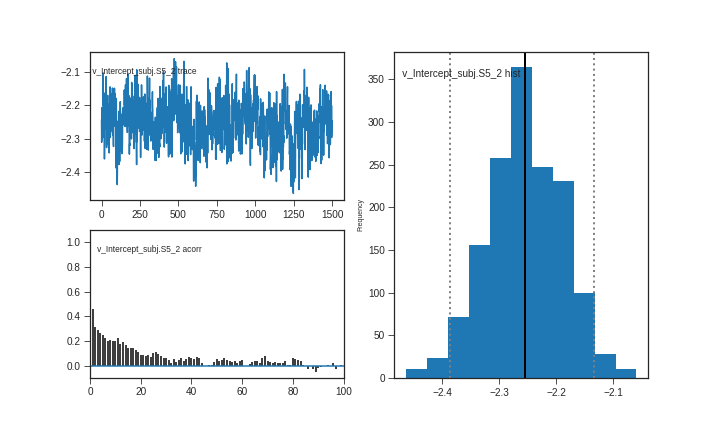 v_Intercept_subj.S5_2 trace
−2.1
−2.2
−2.3
−2.4
0 250 500 750 1000 1250 1500
v_Intercept_subj.S5_2 acorr
1.0
0.8
0.6
0.4
0.2
0.0
0 20 40 60 80 100
v_Intercept_subj.S5_2 hist
Frequency
350
300
250
200
150
100
50
0
−2.4 −2.3 −2.2 −2.1